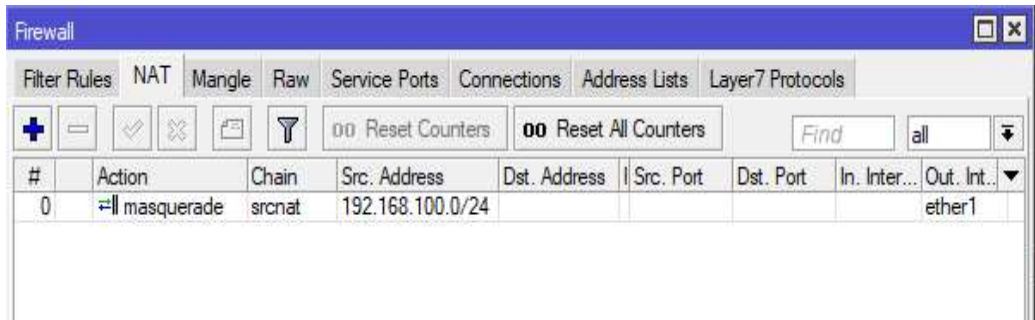 Firewall
Filter Rules NAT Mangle Raw Service Ports Connections Address Lists Layer7 Protocols
00 Reset Counters 00 Reset All Counters Find all
# Action Chain Src. Address Dst. Address Src. Port Dst. Port In. Inter... Out. Int...
0 masquerade srcnat 192.168.100.0/24 ether1